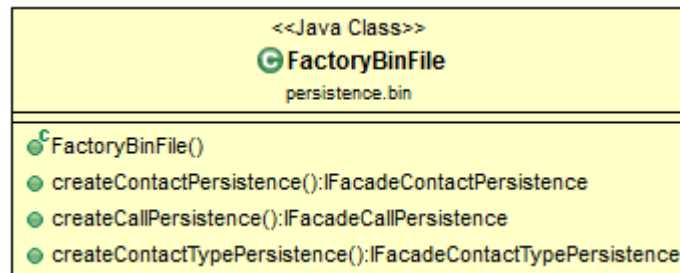 <<Java Class>>
C FactoryBinFile
persistence.bin
C FactoryBinFile()
createContactPersistence():IFacadeContactPersistence
createCallPersistence():IFacadeCallPersistence
createContactTypePersistence():IFacadeContactTypePersistence